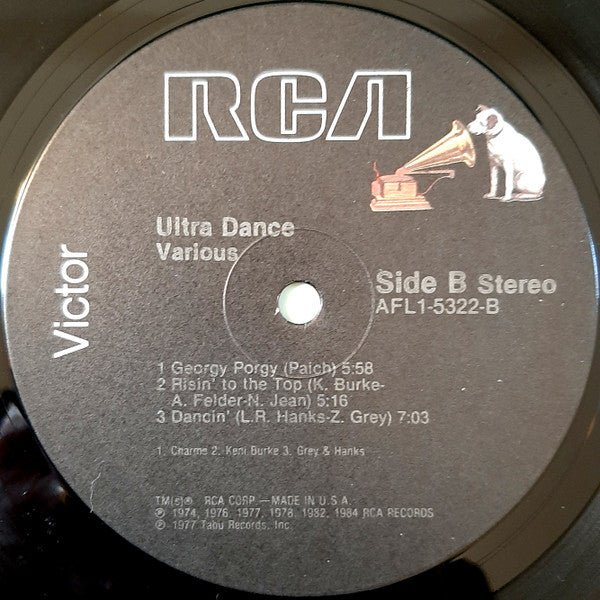 RCA
Victor
Ultra Dance
Various
Side B Stereo
AFL1-5322-B
1 Georgy Porgy (Paich) 5:58
2 Risin' to the Top (K. Burke-
A. Felder-N. Jean) 5:16
3 Dancin' (L.R. Hanks-Z. Grey) 7:03
1. Charme 2. Keni Burke 3. Grey & Hanks
TM(s)® RCA CORP.—MADE IN U.S.A.
℗ 1974, 1976, 1977, 1978, 1982, 1984 RCA RECORDS
℗ 1977 Tabu Records, Inc.